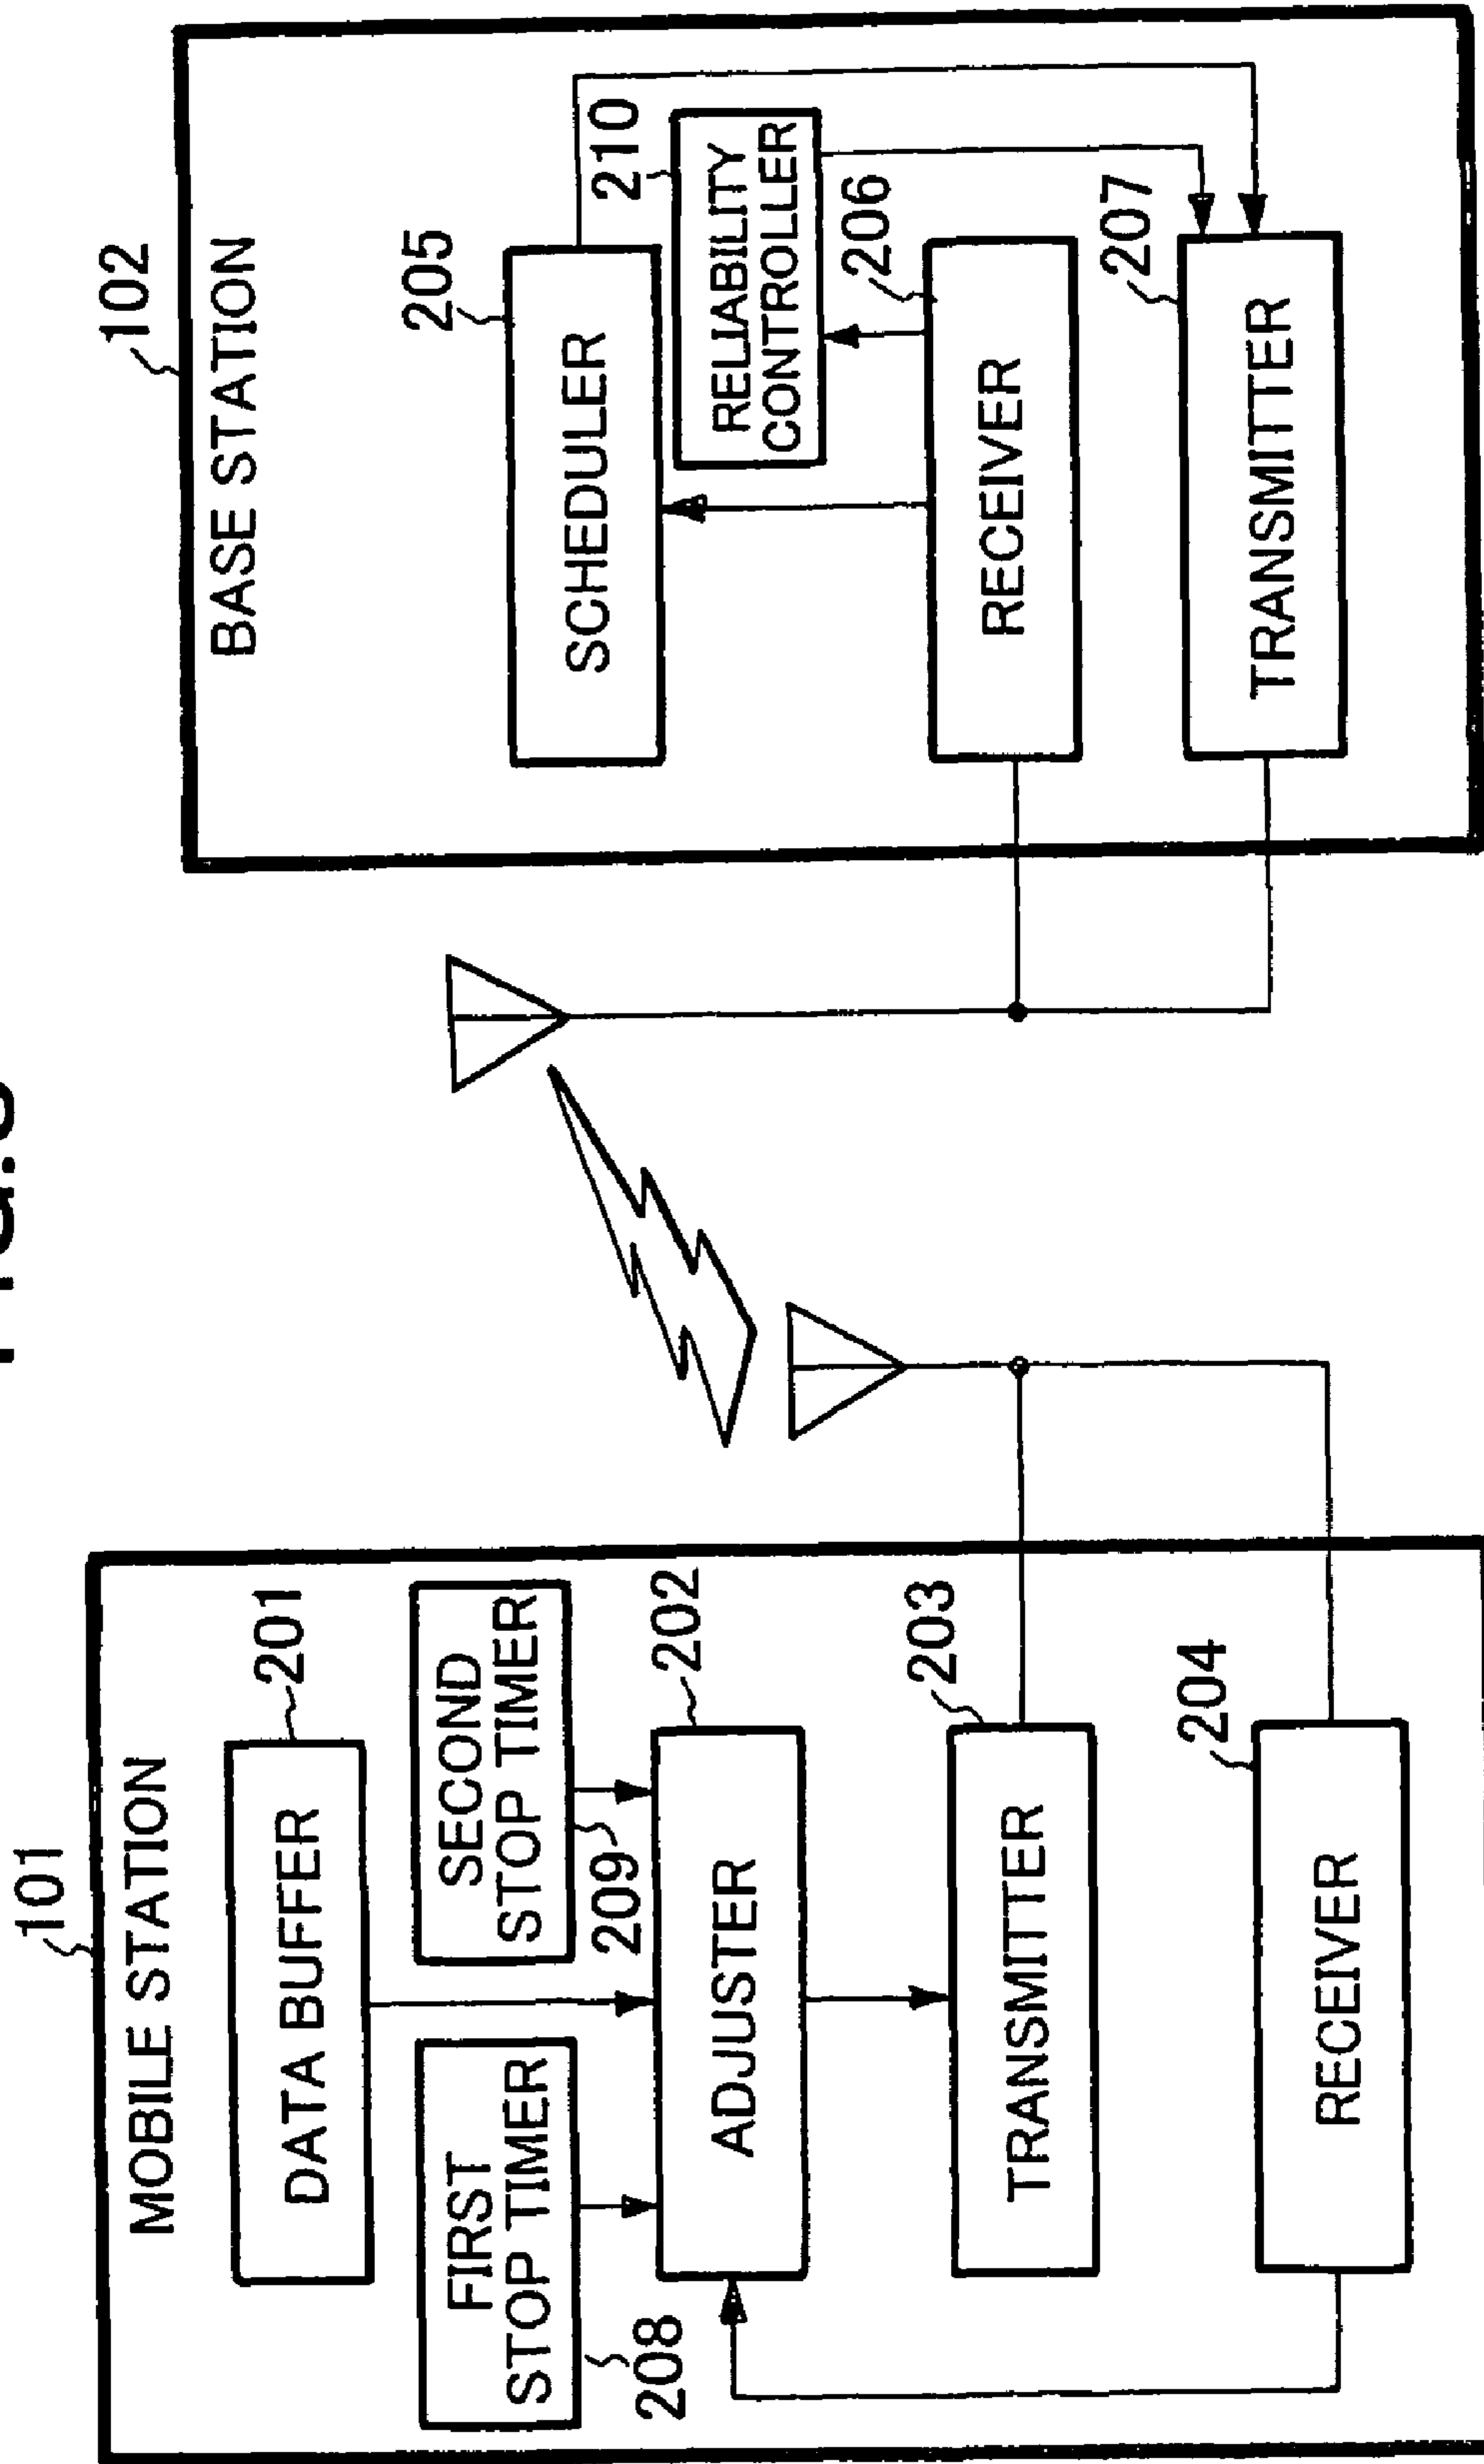 101
MOBILE STATION
DATA BUFFER
201
FIRST
STOP TIMER
208
SECOND
STOP TIMER
209
ADJUSTER
202
TRANSMITTER
203
RECEIVER
204
102
BASE STATION
SCHEDULER
205
RELIABILITY
CONTROLLER
210
RECEIVER
206
TRANSMITTER
207